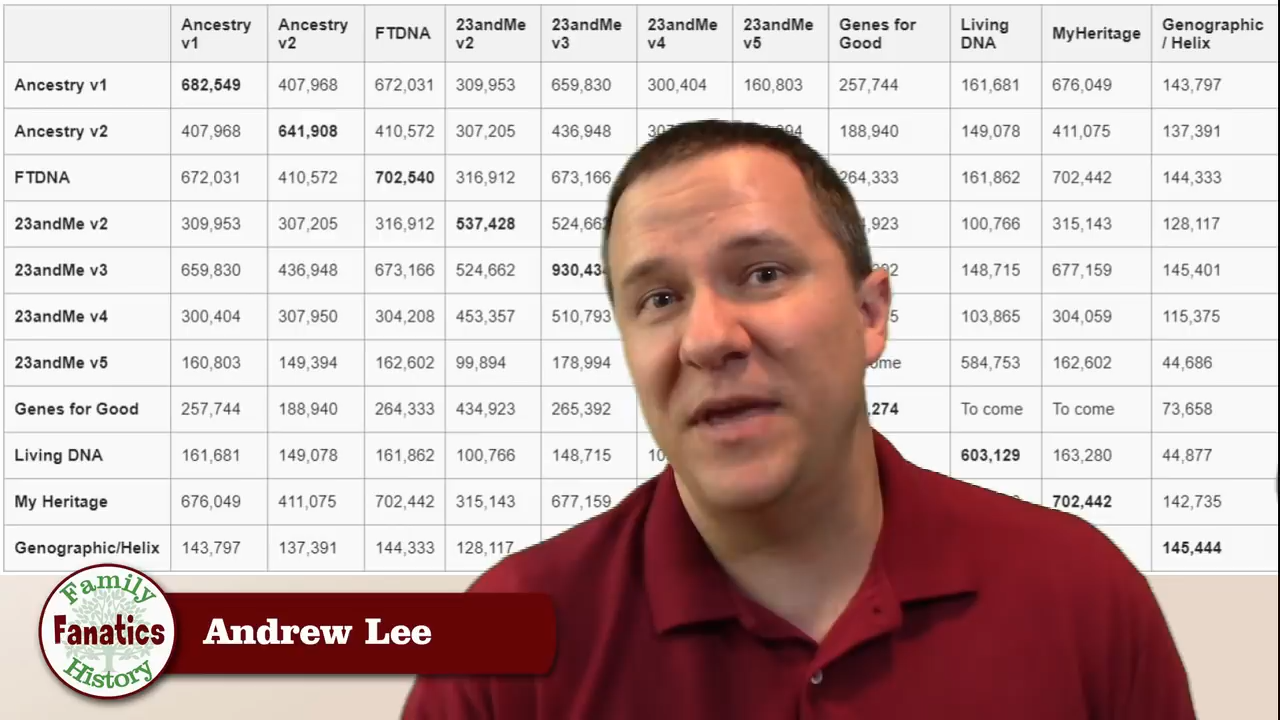 Ancestry v1 Ancestry v2 FTDNA 23andMe v2 23andMe v3 23andMe v4 23andMe v5 Genes for Good Living DNA MyHeritage Genographic / Helix
Ancestry v1 682,549 407,968 672,031 309,953 659,830 300,404 160,803 257,744 161,681 676,049 143,797
Ancestry v2 407,968 641,908 410,572 307,205 436,948 188,940 149,078 411,075 137,391
FTDNA 672,031 410,572 702,540 316,912 673,166 264,333 161,862 702,442 144,333
23andMe v2 309,953 307,205 316,912 537,428 100,766 315,143 128,117
23andMe v3 659,830 436,948 673,166 524,662 148,715 677,159 145,401
23andMe v4 300,404 307,950 304,208 453,357 510,793 103,865 304,059 115,375
23andMe v5 160,803 149,394 162,602 99,894 178,994 584,753 162,602 44,686
Genes for Good 257,744 188,940 264,333 434,923 265,392 To come To come 73,658
Living DNA 161,681 149,078 161,862 100,766 148,715 603,129 163,280 44,877
My Heritage 676,049 411,075 702,442 315,143 677,159 702,442 142,735
Genographic/Helix 143,797 137,391 144,333 128,117 145,444
Family
Fanatics
History
Andrew Lee